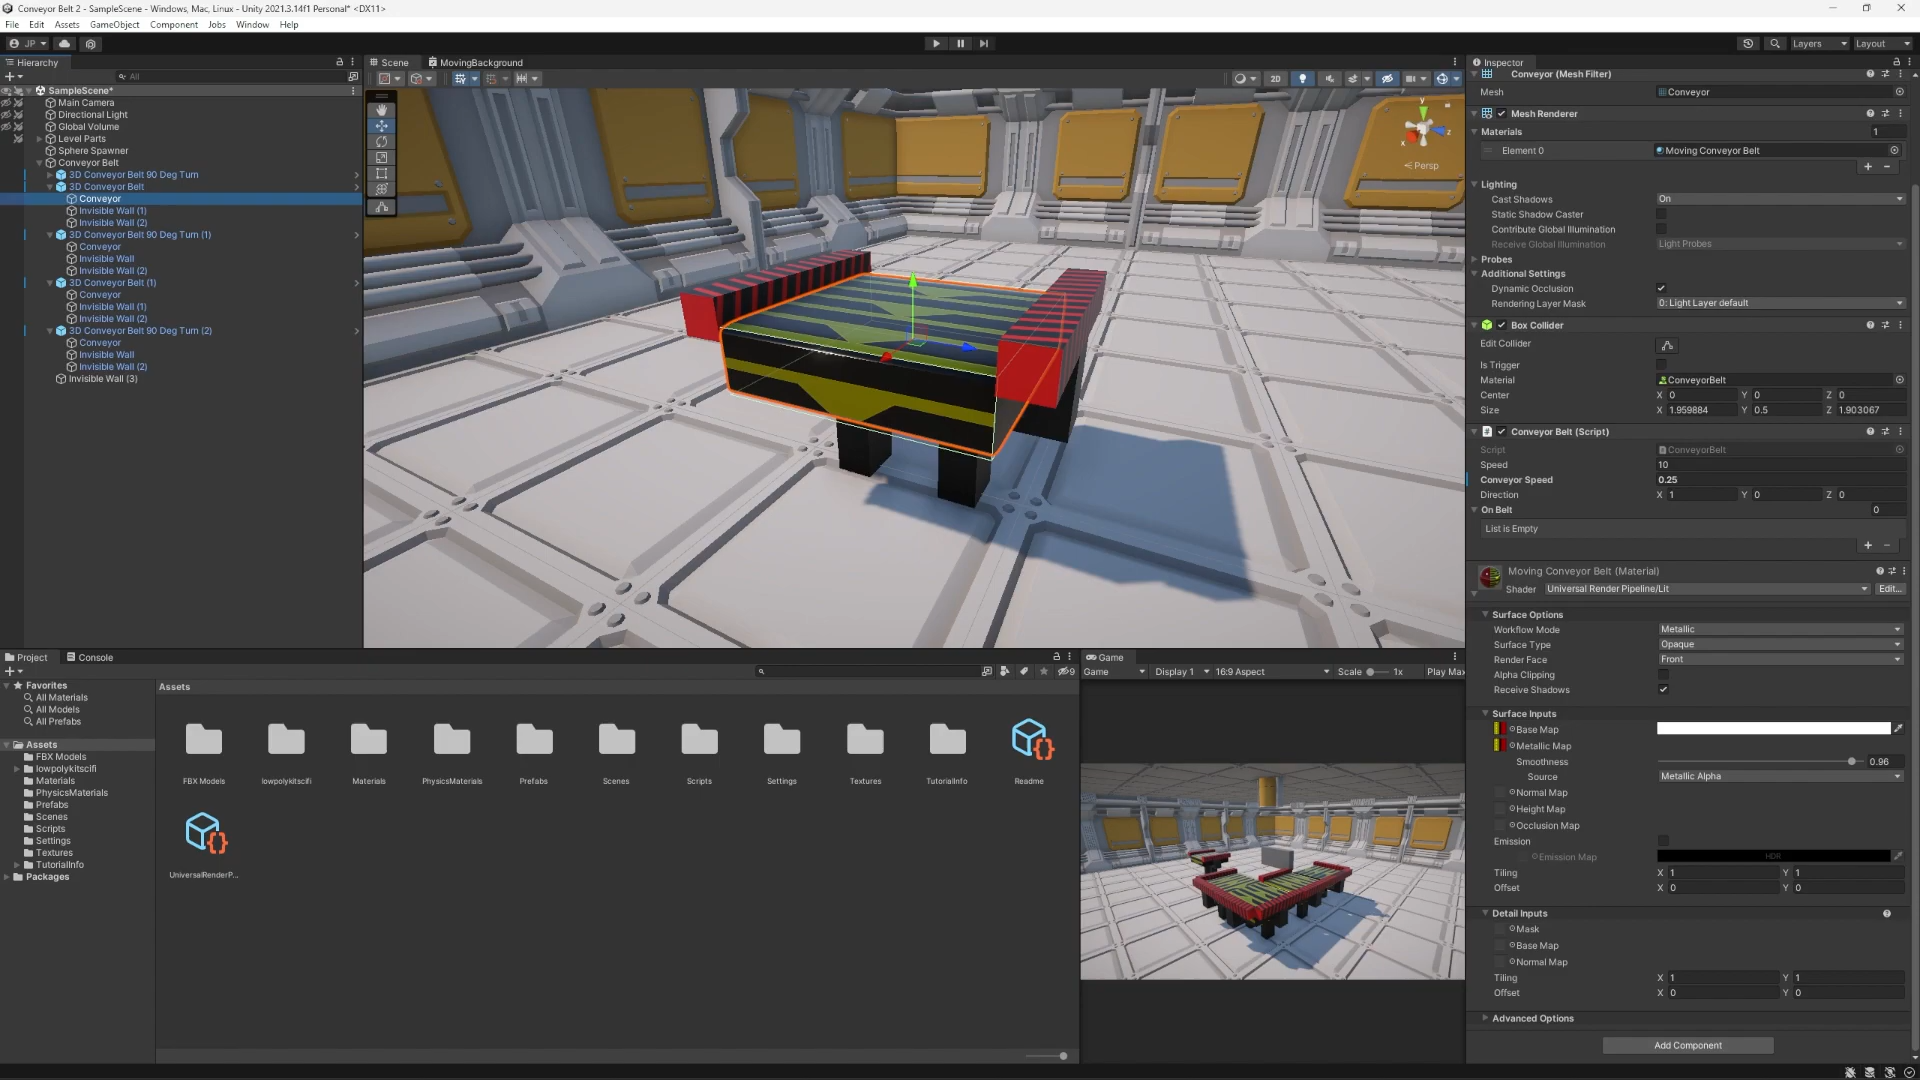 Conveyor Belt 2 - SampleScene - Windows, Mac, Linux - Unity 2021.3.14f1 Personal* <DX11>
File Edit Assets GameObject Component Jobs Window Help
JP Layers Layout
Hierarchy
All
SampleScene*
Main Camera
Directional Light
Global Volume
Level Parts
Sphere Spawner
Conveyor Belt
3D Conveyor Belt 90 Deg Turn
3D Conveyor Belt
Conveyor
Invisible Wall (1)
Invisible Wall (2)
3D Conveyor Belt 90 Deg Turn (1)
Conveyor
Invisible Wall
Invisible Wall (2)
3D Conveyor Belt (1)
Conveyor
Invisible Wall (1)
Invisible Wall (2)
3D Conveyor Belt 90 Deg Turn (2)
Conveyor
Invisible Wall
Invisible Wall (2)
Invisible Wall (3)
Scene MovingBackground
2D
y
x z
Persp
Inspector
Conveyor (Mesh Filter)
Mesh Conveyor
Mesh Renderer
Materials 1
Element 0 Moving Conveyor Belt
Lighting
Cast Shadows On
Static Shadow Caster
Contribute Global Illumination
Receive Global Illumination Light Probes
Probes
Additional Settings
Dynamic Occlusion
Rendering Layer Mask 0: Light Layer default
Box Collider
Edit Collider
Is Trigger
Material ConveyorBelt
Center X 0 Y 0 Z 0
Size X 1.959884 Y 0.5 Z 1.903067
Conveyor Belt (Script)
Script ConveyorBelt
Speed 10
Conveyor Speed 0.25
Direction X 1 Y 0 Z 0
On Belt 0
List is Empty
Moving Conveyor Belt (Material)
Shader Universal Render Pipeline/Lit Edit...
Surface Options
Workflow Mode Metallic
Surface Type Opaque
Render Face Front
Alpha Clipping
Receive Shadows
Surface Inputs
Base Map
Metallic Map
Smoothness 0.96
Source Metallic Alpha
Normal Map
Height Map
Occlusion Map
Emission
Emission Map HDR
Tiling X 1 Y 1
Offset X 0 Y 0
Detail Inputs
Mask
Base Map
Normal Map
Tiling X 1 Y 1
Offset X 0 Y 0
Advanced Options
Add Component
Project Console
9
Favorites
All Materials
All Models
All Prefabs
Assets
FBX Models
lowpolykitscifi
Materials
PhysicsMaterials
Prefabs
Scenes
Scripts
Settings
Textures
TutorialInfo
Packages
Assets
FBX Models lowpolykitscifi Materials PhysicsMaterials Prefabs Scenes Scripts Settings Textures TutorialInfo Readme
UniversalRenderP...
Game
Game Display 1 16:9 Aspect Scale 1x Play Max